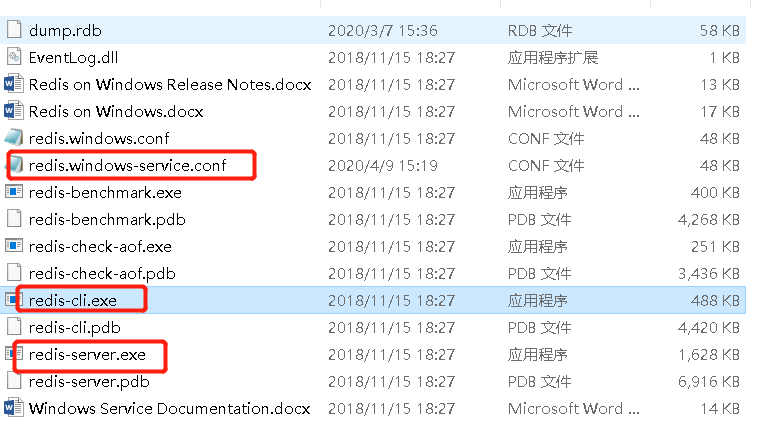 dump.rdb 2020/3/7 15:36 RDB 文件 58 KB
EventLog.dll 2018/11/15 18:27 应用程序扩展 1 KB
Redis on Windows Release Notes.docx 2018/11/15 18:27 Microsoft Word ... 13 KB
Redis on Windows.docx 2018/11/15 18:27 Microsoft Word ... 17 KB
redis.windows.conf 2018/11/15 18:27 CONF 文件 48 KB
redis.windows-service.conf 2020/4/9 15:19 CONF 文件 48 KB
redis-benchmark.exe 2018/11/15 18:27 应用程序 400 KB
redis-benchmark.pdb 2018/11/15 18:27 PDB 文件 4,268 KB
redis-check-aof.exe 2018/11/15 18:27 应用程序 251 KB
redis-check-aof.pdb 2018/11/15 18:27 PDB 文件 3,436 KB
redis-cli.exe 2018/11/15 18:27 应用程序 488 KB
redis-cli.pdb 2018/11/15 18:27 PDB 文件 4,420 KB
redis-server.exe 2018/11/15 18:27 应用程序 1,628 KB
redis-server.pdb 2018/11/15 18:27 PDB 文件 6,916 KB
Windows Service Documentation.docx 2018/11/15 18:27 Microsoft Word ... 14 KB